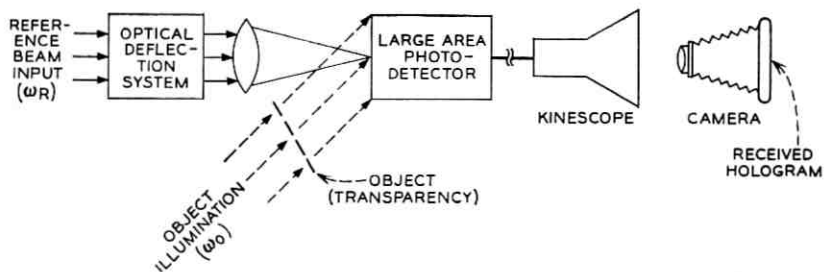 REFER-
ENCE
BEAM
INPUT
(ωR)
OPTICAL
DEFLEC-
TION
SYSTEM
LARGE AREA
PHOTO-
DETECTOR
KINESCOPE
CAMERA
RECEIVED
HOLOGRAM
OBJECT
(TRANSPARENCY)
OBJECT
ILLUMINATION
(ωo)